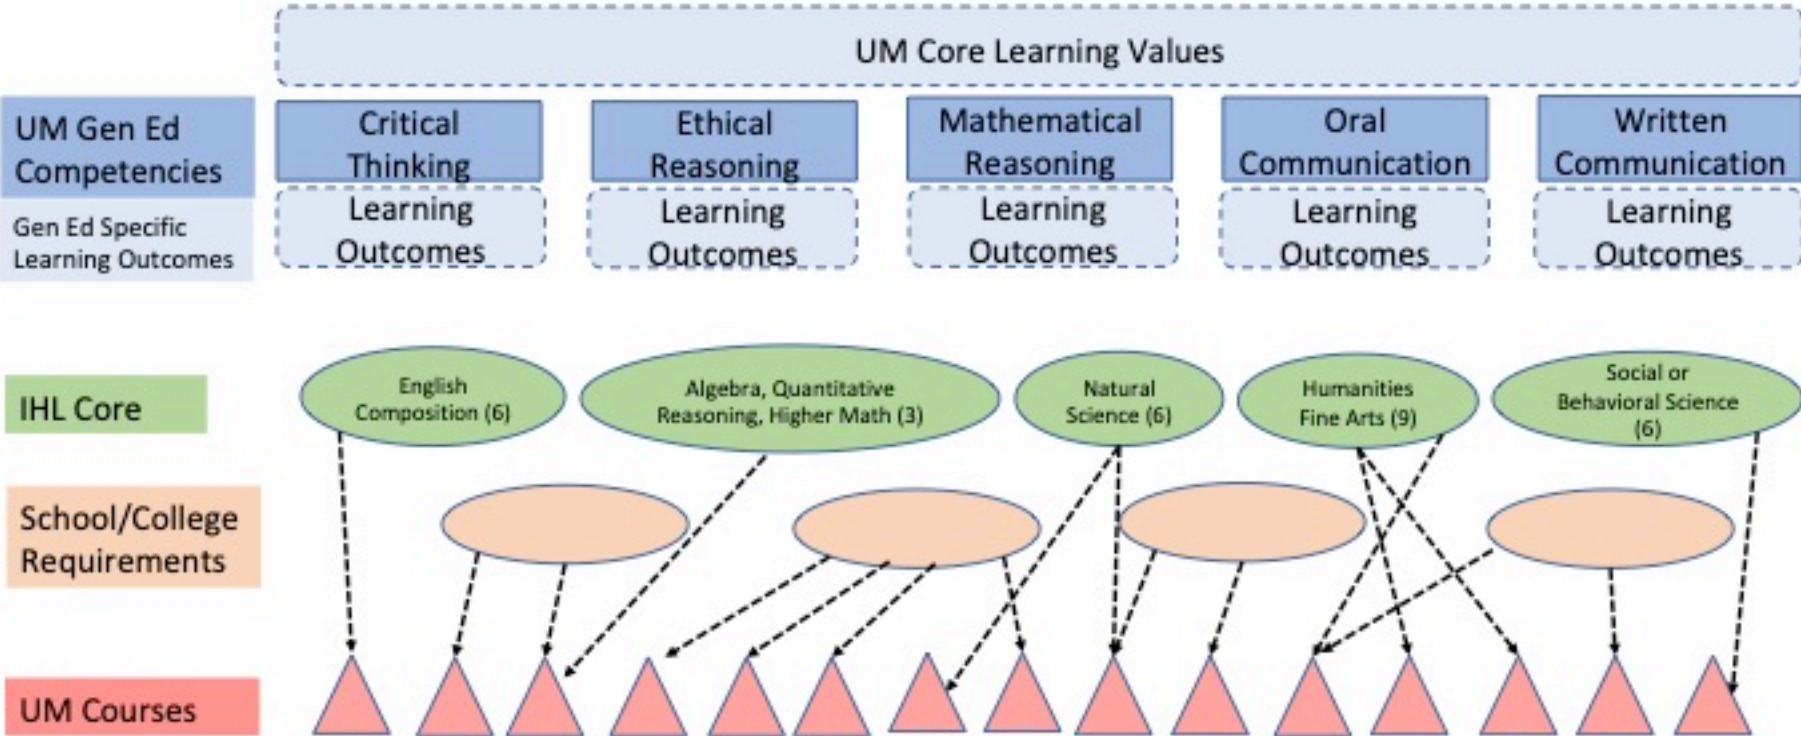 UM Core Learning Values
UM Gen Ed
Competencies
Critical
Thinking
Ethical
Reasoning
Mathematical
Reasoning
Oral
Communication
Written
Communication
Gen Ed Specific
Learning Outcomes
Learning
Outcomes
Learning
Outcomes
Learning
Outcomes
Learning
Outcomes
Learning
Outcomes
IHL Core
English
Composition (6)
Algebra, Quantitative
Reasoning, Higher Math (3)
Natural
Science (6)
Humanities
Fine Arts (9)
Social or
Behavioral Science
(6)
School/College
Requirements
UM Courses